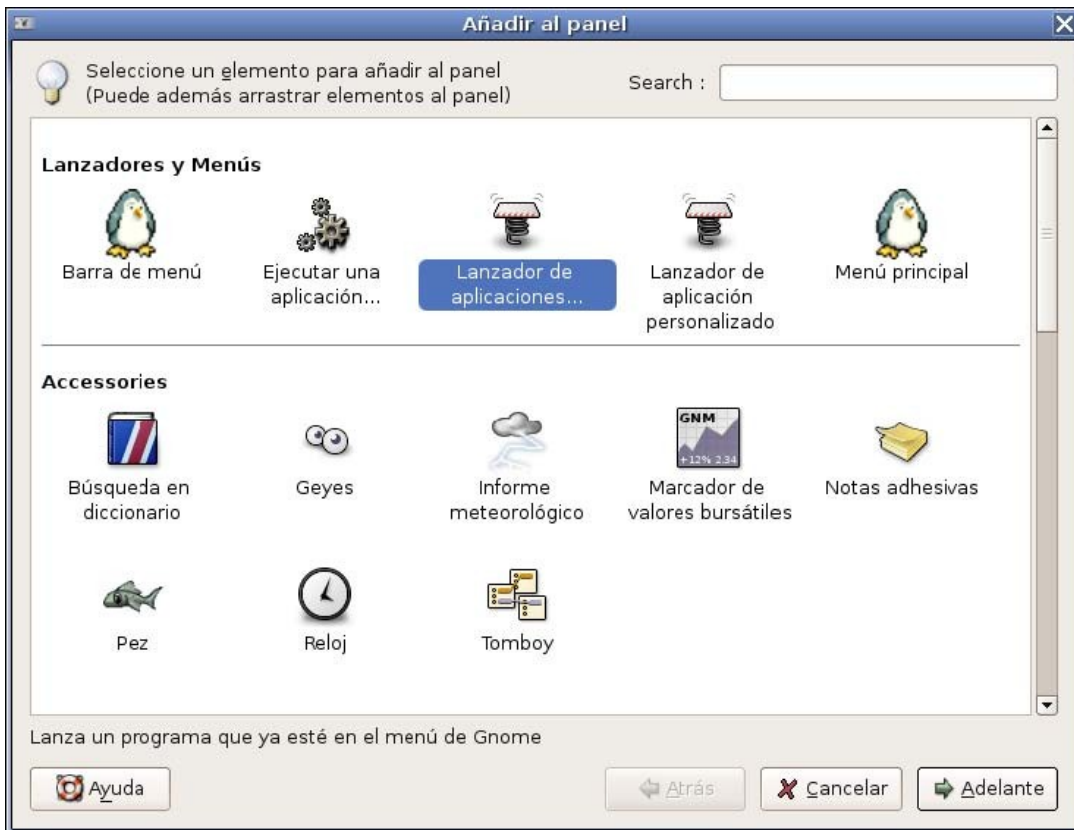 Añadir al panel
Seleccione un elemento para añadir al panel
(Puede además arrastrar elementos al panel)
Search :
Lanzadores y Menús
Barra de menú
Ejecutar una
aplicación...
Lanzador de
aplicaciones...
Lanzador de
aplicación
personalizado
Menú principal
Accessories
Búsqueda en
diccionario
Geyes
Informe
meteorológico
GNM
+12% 2.34
Marcador de
valores bursátiles
Notas adhesivas
Pez
Reloj
Tomboy
Lanza un programa que ya esté en el menú de Gnome
Ayuda
Atrás
Cancelar
Adelante